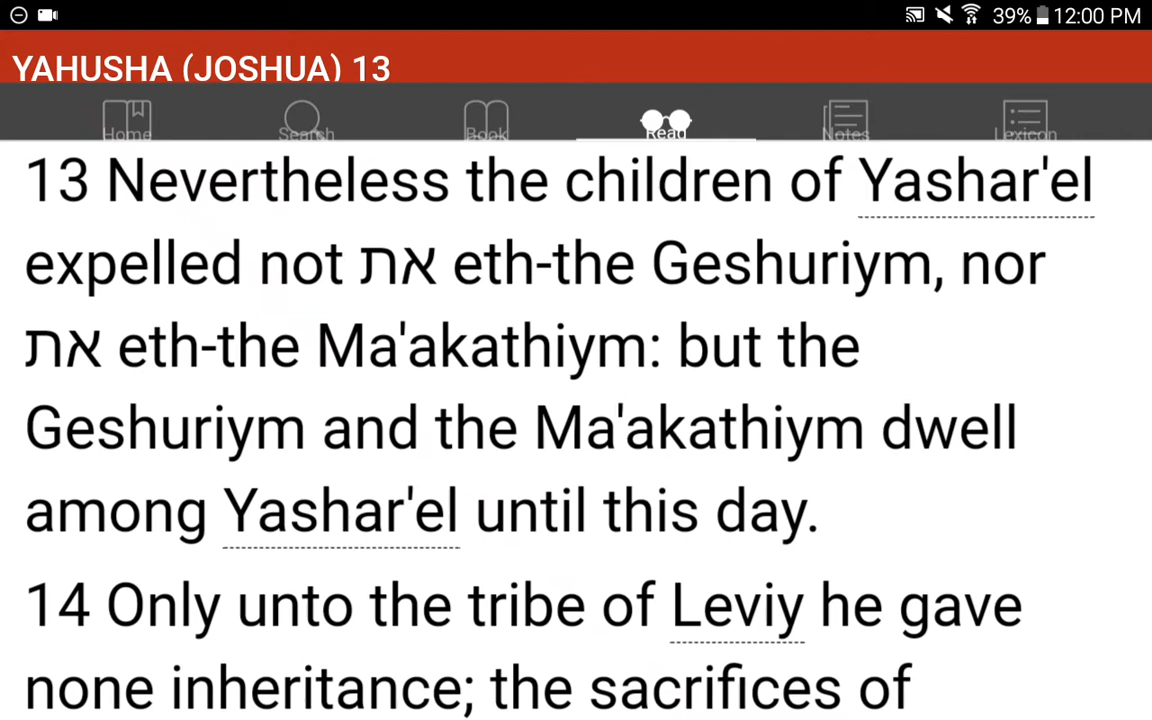 39% 12:00 PM
YAHUSHA (JOSHUA) 13
Home Search Book Read Notes Lexicon
13 Nevertheless the children of Yashar'el
expelled not את eth-the Geshuriym, nor
את eth-the Ma'akathiym: but the
Geshuriym and the Ma'akathiym dwell
among Yashar'el until this day.
14 Only unto the tribe of Leviy he gave
none inheritance; the sacrifices of